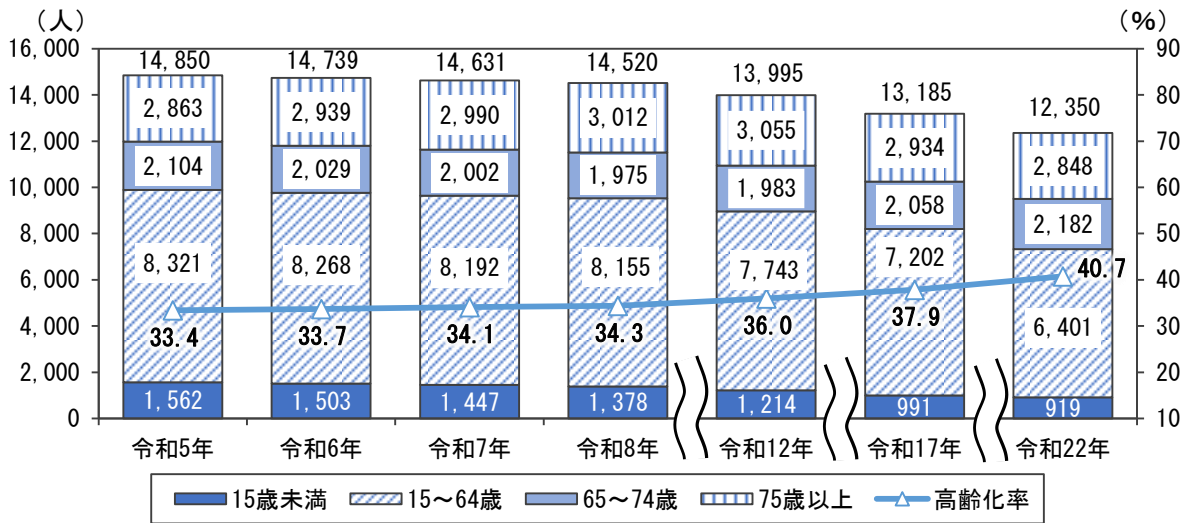 （人）
（%）
16,000
14,000
12,000
10,000
8,000
6,000
4,000
2,000
0
90
80
70
60
50
40
30
20
10
14,850 14,739 14,631 14,520 13,995 13,185 12,350
2,863 2,939 2,990 3,012 3,055 2,934 2,848
2,104 2,029 2,002 1,975 1,983 2,058 2,182
8,321 8,268 8,192 8,155 7,743 7,202 6,401
33.4 33.7 34.1 34.3 36.0 37.9 40.7
1,562 1,503 1,447 1,378 1,214 991 919
令和5年 令和6年 令和7年 令和8年 令和12年 令和17年 令和22年
15歳未満 15～64歳 65～74歳 75歳以上 高齢化率